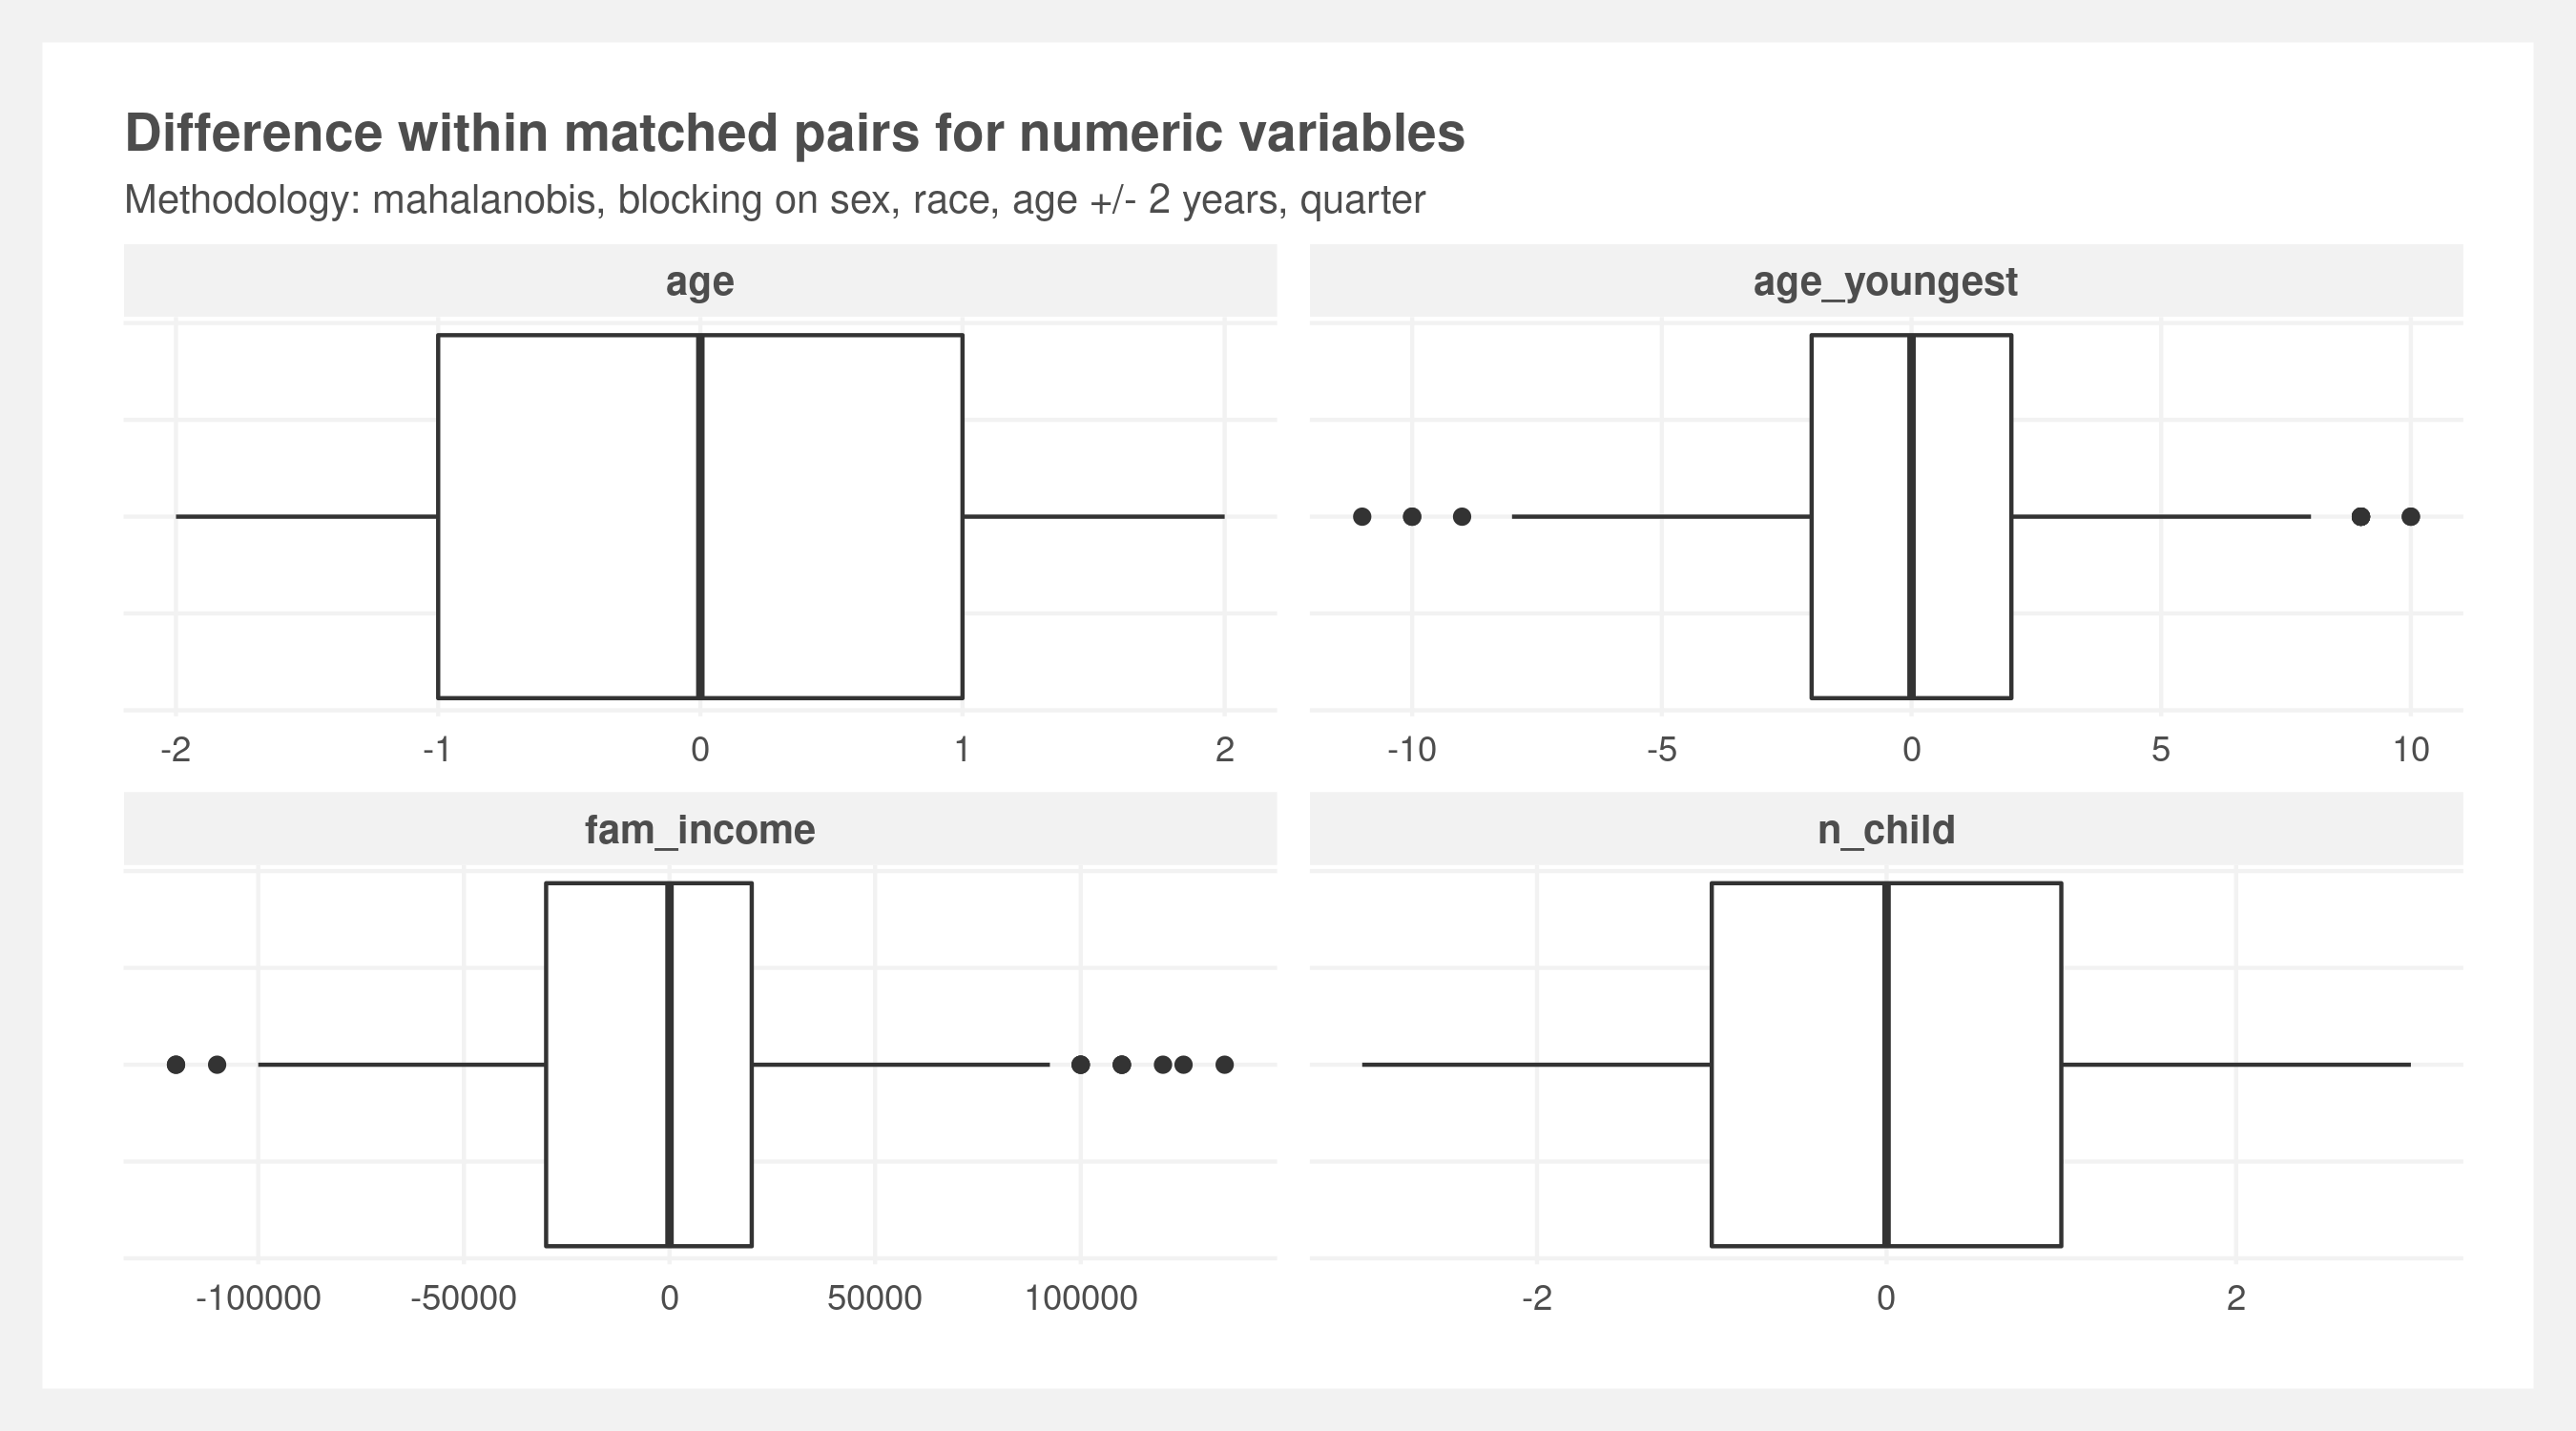 Difference within matched pairs for numeric variables
Methodology: mahalanobis, blocking on sex, race, age +/- 2 years, quarter
age
-2 -1 0 1 2
age_youngest
-10 -5 0 5 10
fam_income
-100000 -50000 0 50000 100000
n_child
-2 0 2